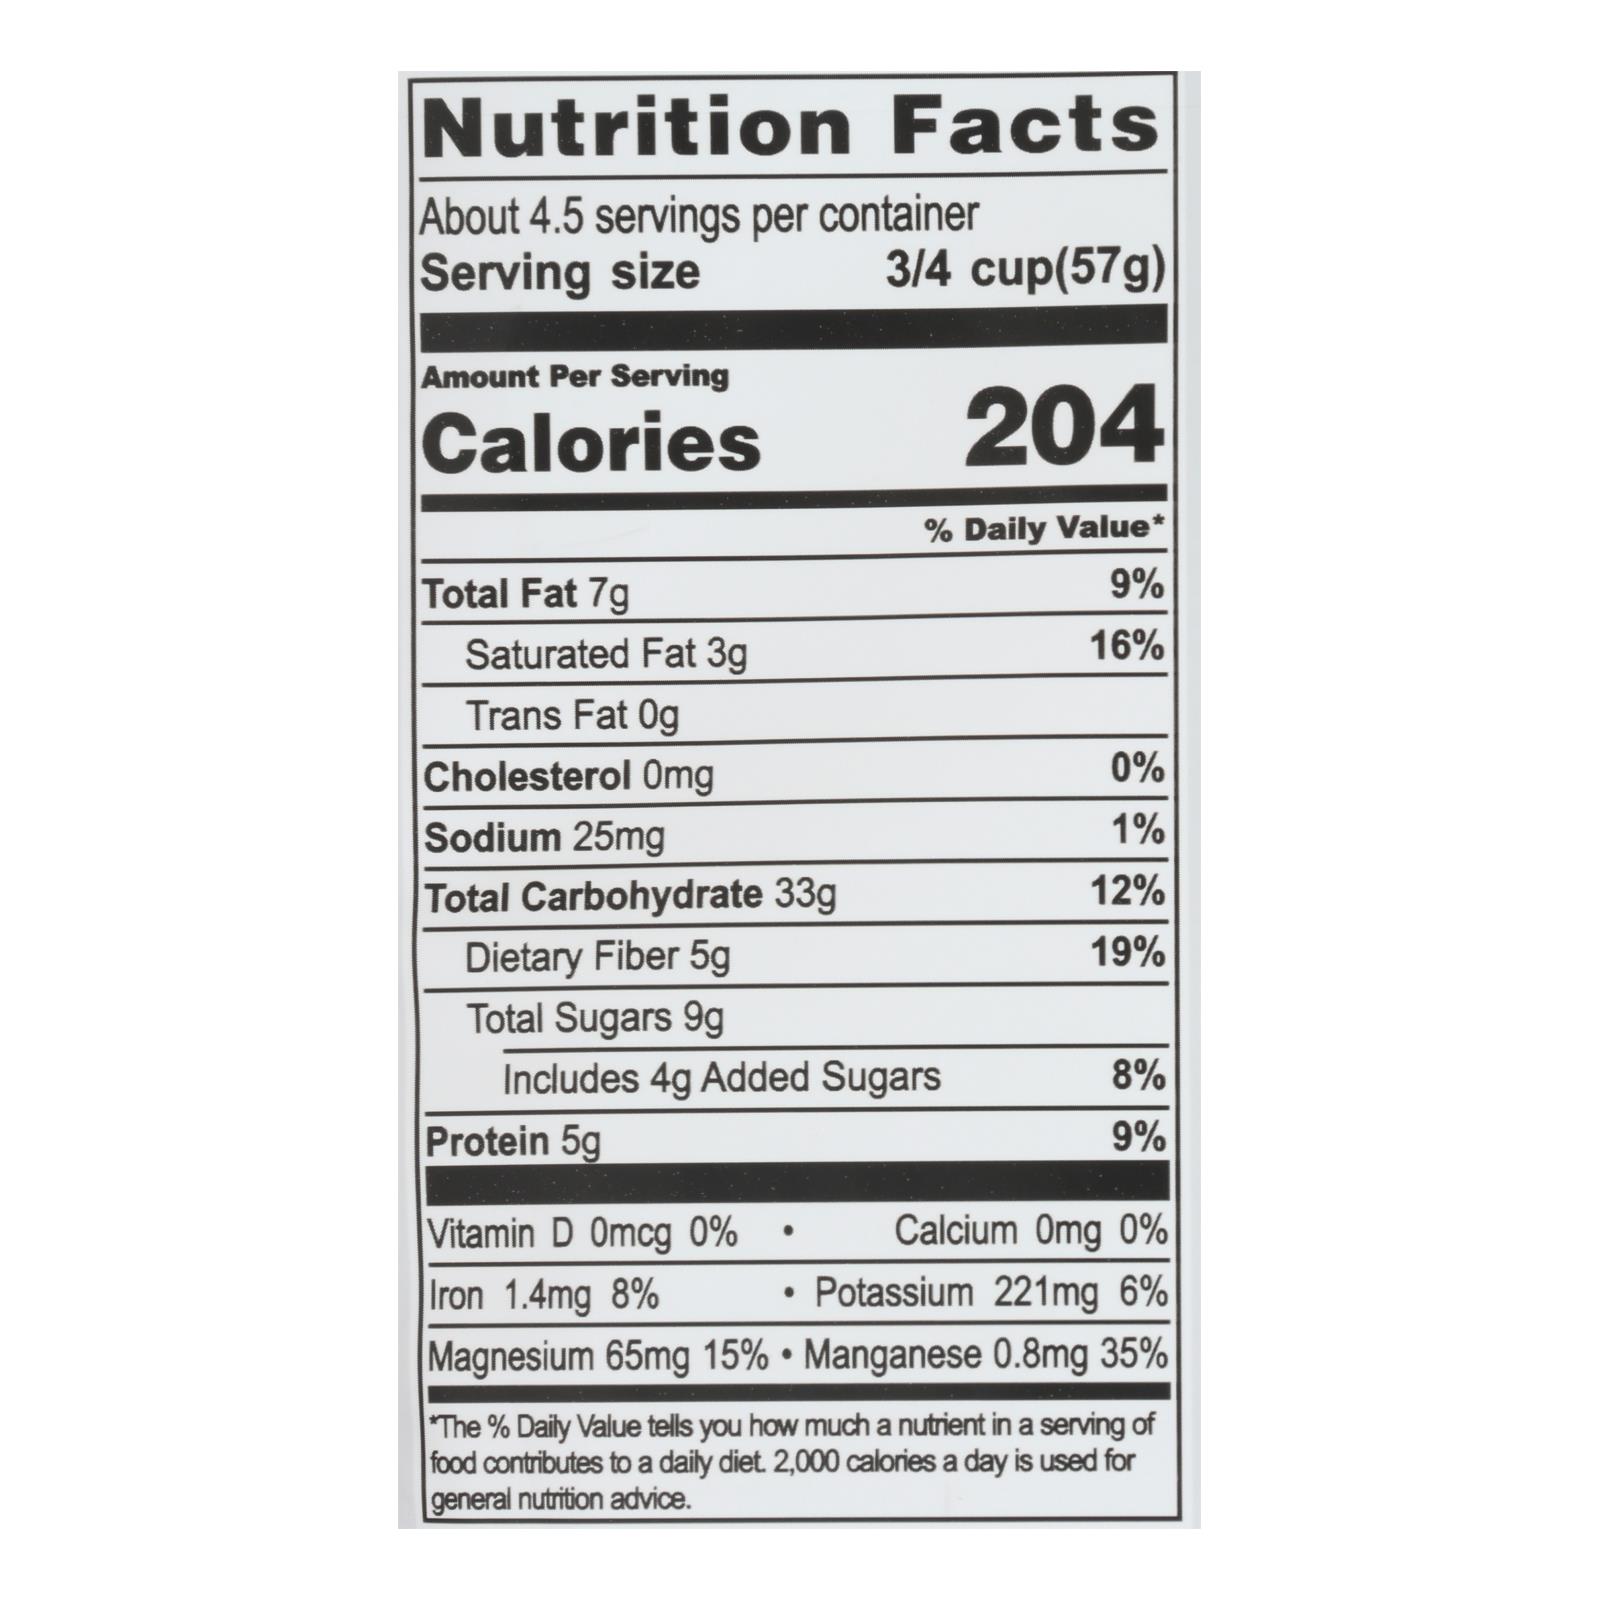 Nutrition Facts
About 4.5 servings per container
Serving size 3/4 cup(57g)
Amount Per Serving
Calories 204
% Daily Value*
Total Fat 7g 9%
Saturated Fat 3g 16%
Trans Fat 0g
Cholesterol 0mg 0%
Sodium 25mg 1%
Total Carbohydrate 33g 12%
Dietary Fiber 5g 19%
Total Sugars 9g
Includes 4g Added Sugars 8%
Protein 5g 9%
Vitamin D 0mcg 0% • Calcium 0mg 0%
Iron 1.4mg 8% • Potassium 221mg 6%
Magnesium 65mg 15% • Manganese 0.8mg 35%
*The % Daily Value tells you how much a nutrient in a serving of
food contributes to a daily diet. 2,000 calories a day is used for
general nutrition advice.